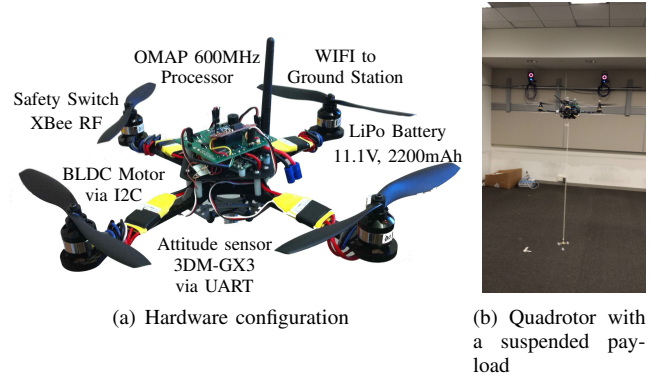 OMAP 600MHz
Processor
WIFI to
Ground Station
Safety Switch
XBee RF
LiPo Battery
11.1V, 2200mAh
BLDC Motor
via I2C
Attitude sensor
3DM-GX3
via UART
(a) Hardware configuration
(b) Quadrotor with
a suspended pay-
load